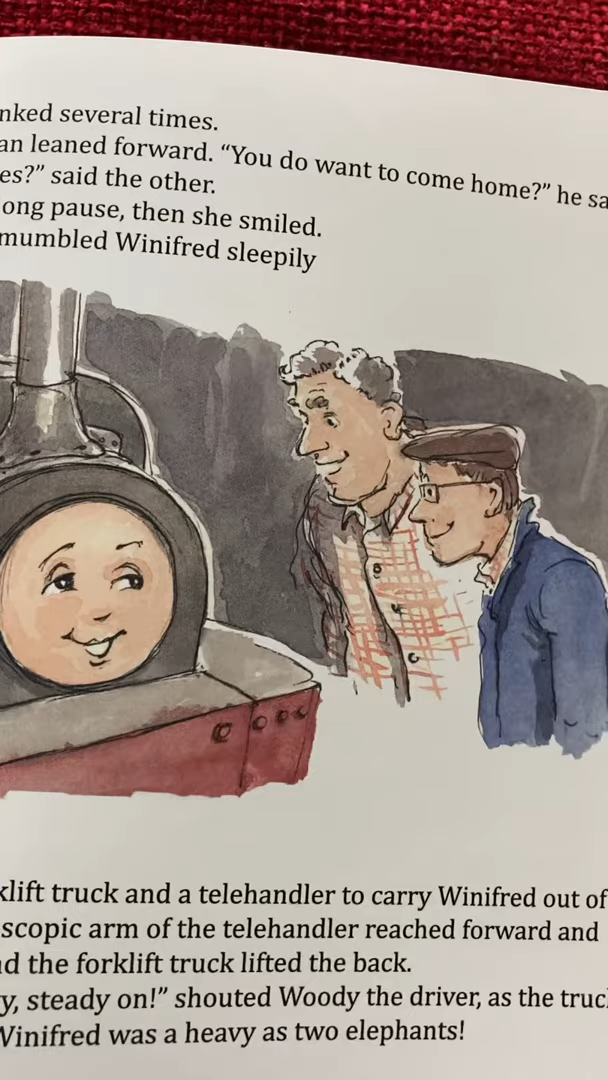 nked several times.
an leaned forward. “You do want to come home?” he sa
es?” said the other.
ong pause, then she smiled.
mumbled Winifred sleepily
klift truck and a telehandler to carry Winifred out of
scopic arm of the telehandler reached forward and
nd the forklift truck lifted the back.
y, steady on!” shouted Woody the driver, as the truc
Winifred was a heavy as two elephants!